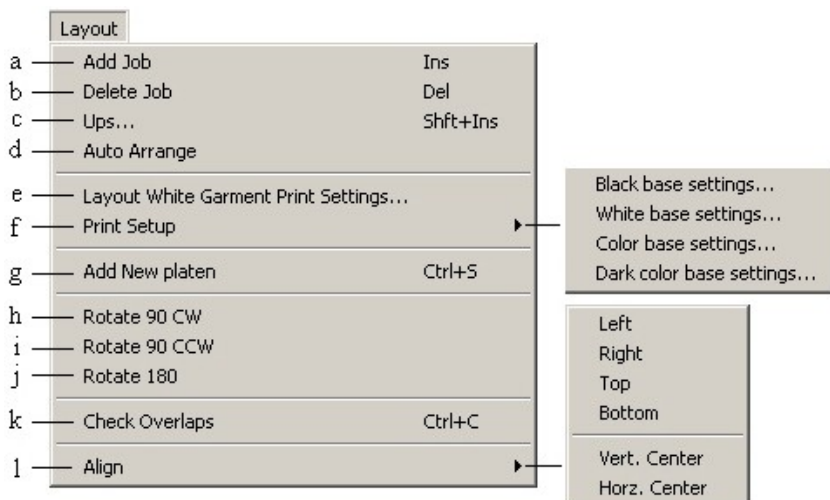 Layout
a Add Job Ins
b Delete Job Del
c Ups... Shft+Ins
d Auto Arrange
e Layout White Garment Print Settings...
f Print Setup
Black base settings...
White base settings...
Color base settings...
Dark color base settings...
g Add New platen Ctrl+S
h Rotate 90 CW
i Rotate 90 CCW
j Rotate 180
k Check Overlaps Ctrl+C
l Align
Left
Right
Top
Bottom
Vert. Center
Horz. Center